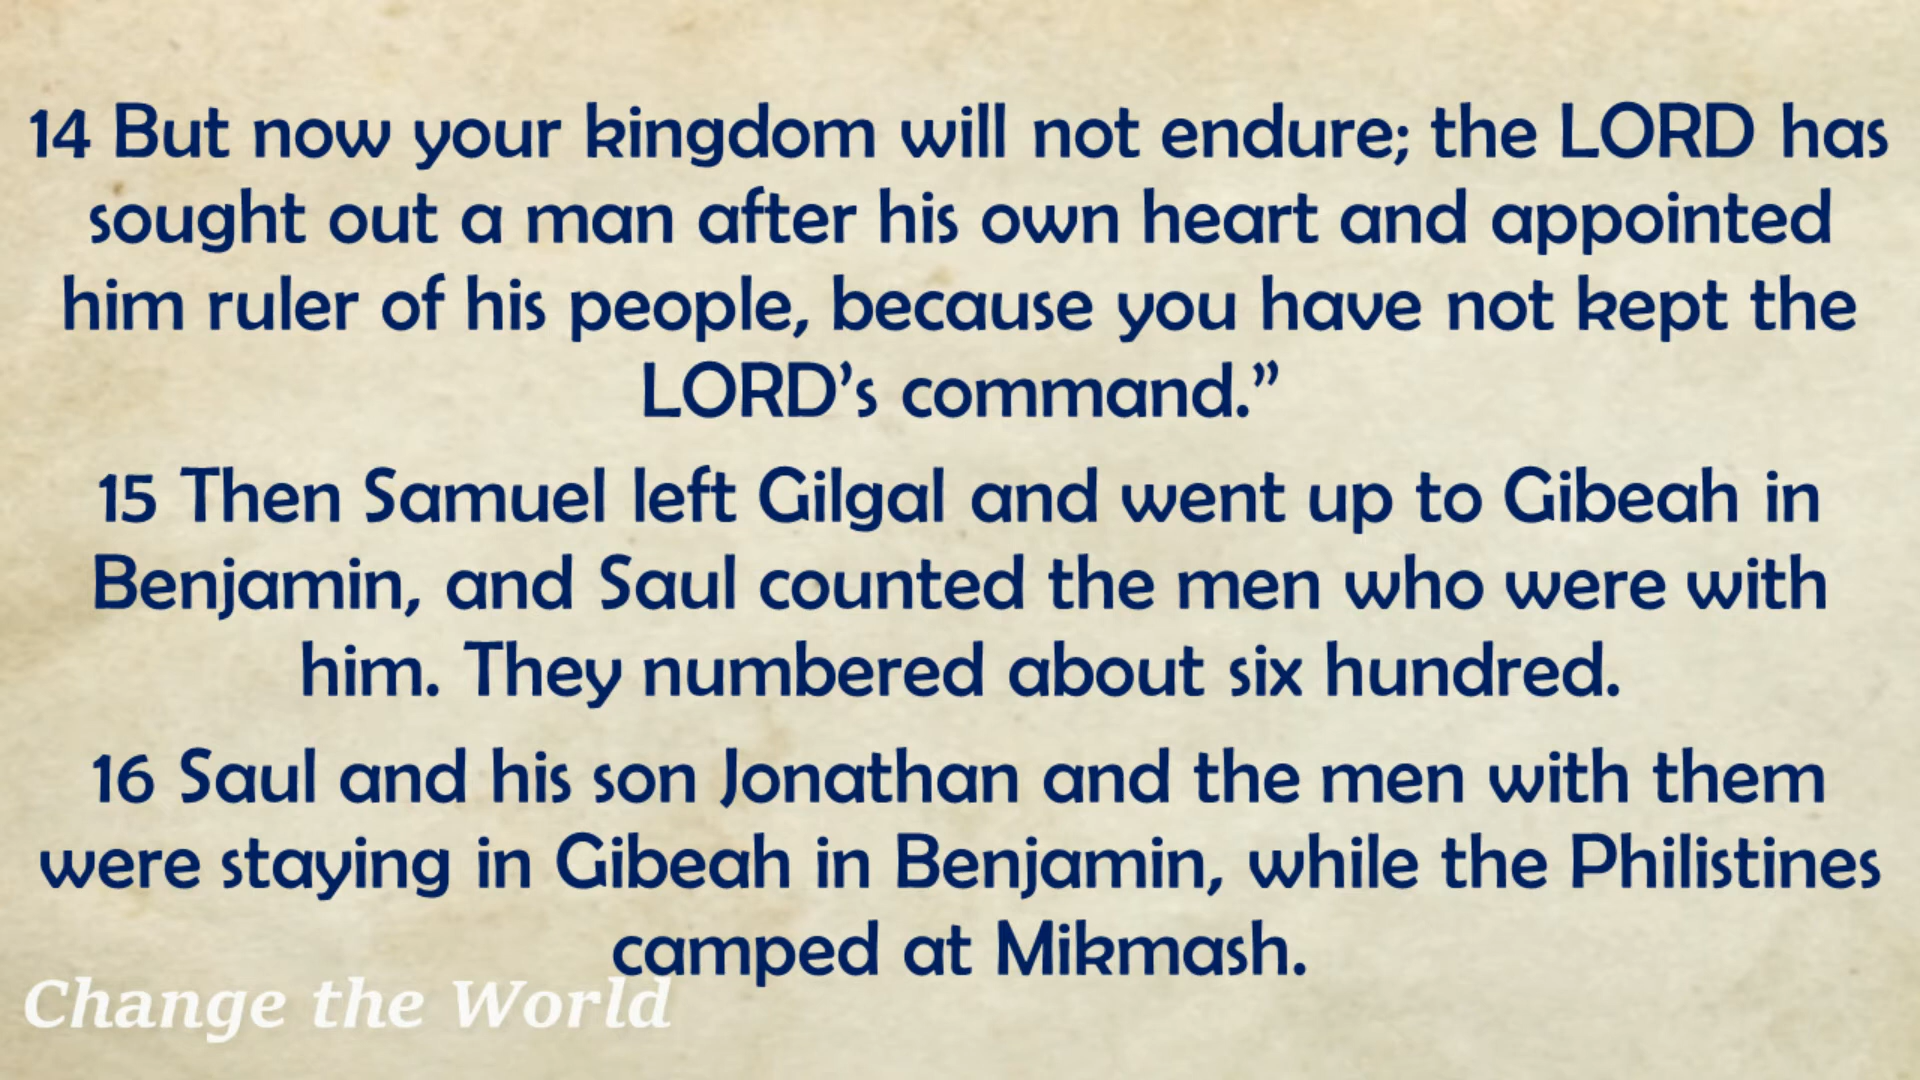 14 But now your kingdom will not endure; the LORD has
sought out a man after his own heart and appointed
him ruler of his people, because you have not kept the
LORD’s command.”
15 Then Samuel left Gilgal and went up to Gibeah in
Benjamin, and Saul counted the men who were with
him. They numbered about six hundred.
16 Saul and his son Jonathan and the men with them
were staying in Gibeah in Benjamin, while the Philistines
camped at Mikmash.
Change the World